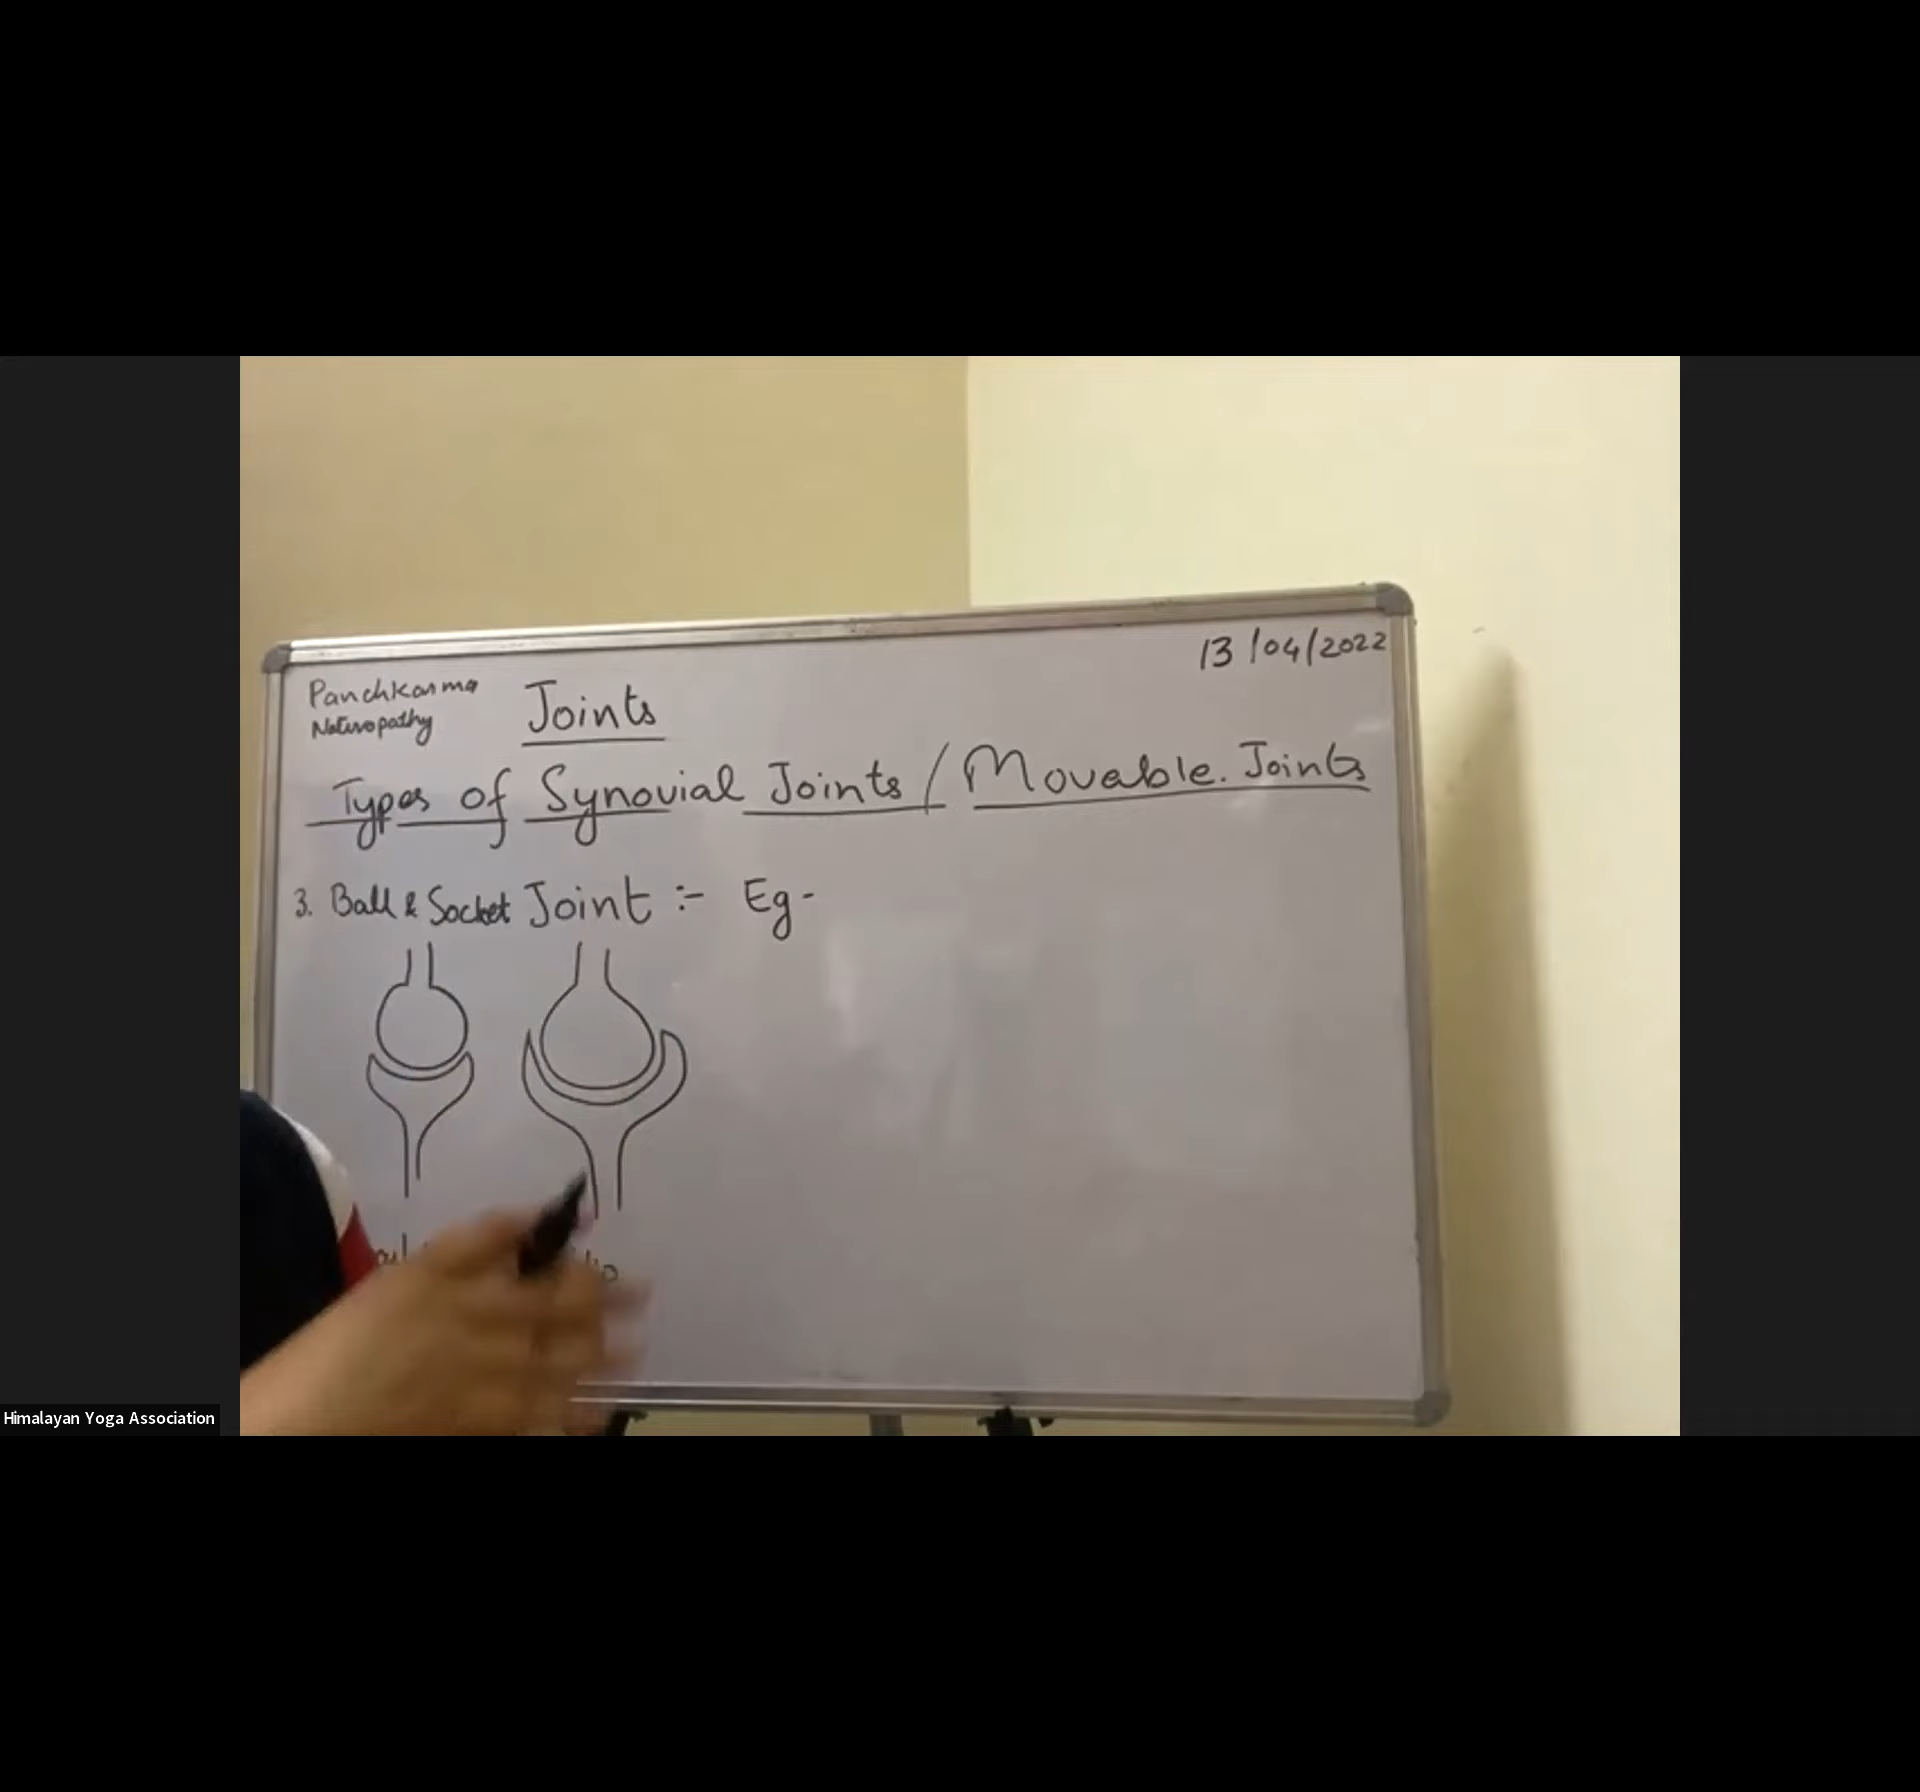 13/04/2022
Panchkarma
Naturopathy
Joints
Types of Synovial Joints / Movable. Joints
3. Ball & Socket Joint :- Eg -
Himalayan Yoga Association